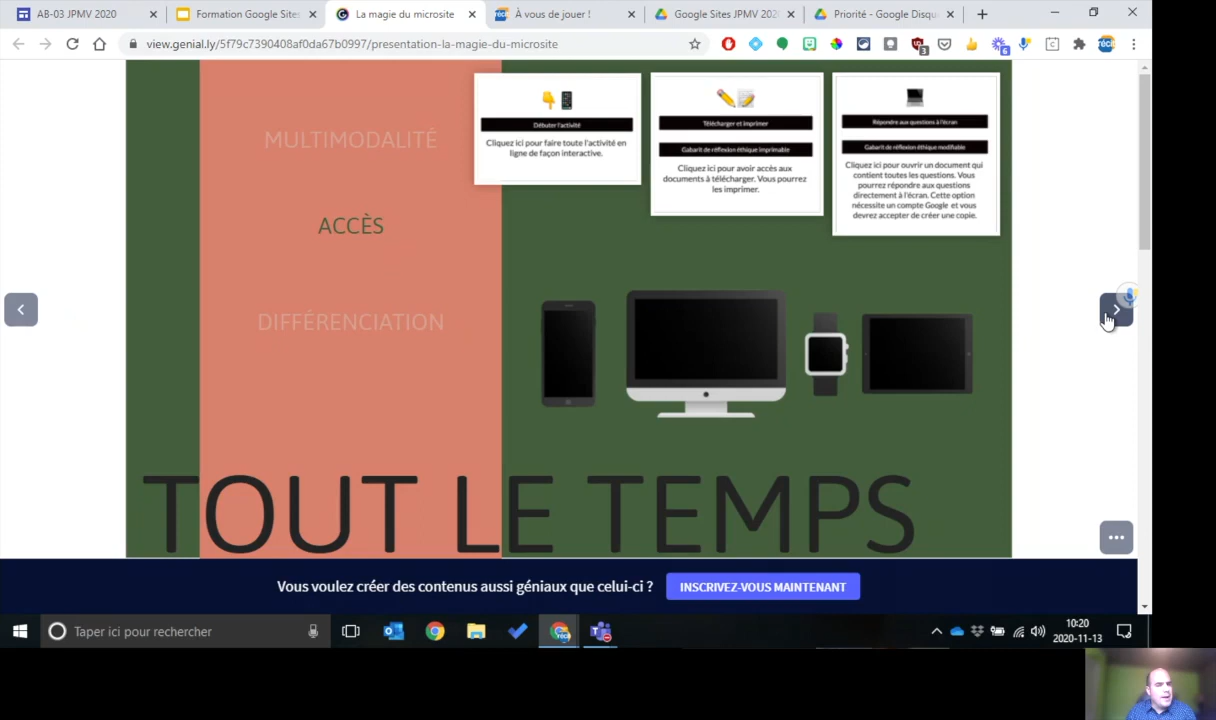 AB-03 JPMV 2020
Formation Google Sites
La magie du microsite
À vous de jouer !
Google Sites JPMV 202
Priorité - Google Disqu
view.genial.ly/5f79c7390408af0da67b0997/presentation-la-magie-du-microsite
3
6
MULTIMODALITÉ
ACCÈS
DIFFÉRENCIATION
Débuter l'activité
Cliquez ici pour faire toute l'activité en
ligne de façon interactive.
Télécharger et imprimer
Gabarit de réflexion éthique imprimable
Cliquez ici pour avoir accès aux
documents à télécharger. Vous pourrez
les imprimer.
Répondre aux questions à l'écran
Gabarit de réflexion éthique modifiable
Cliquez ici pour ouvrir un document qui
contient toutes les questions. Vous
pourrez répondre aux questions
directement à l'écran. Cette option
nécessite un compte Google et vous
devrez accepter de créer une copie.
TOUT LE TEMPS
Vous voulez créer des contenus aussi géniaux que celui-ci ?
INSCRIVEZ-VOUS MAINTENANT
Taper ici pour rechercher
10:20
2020-11-13